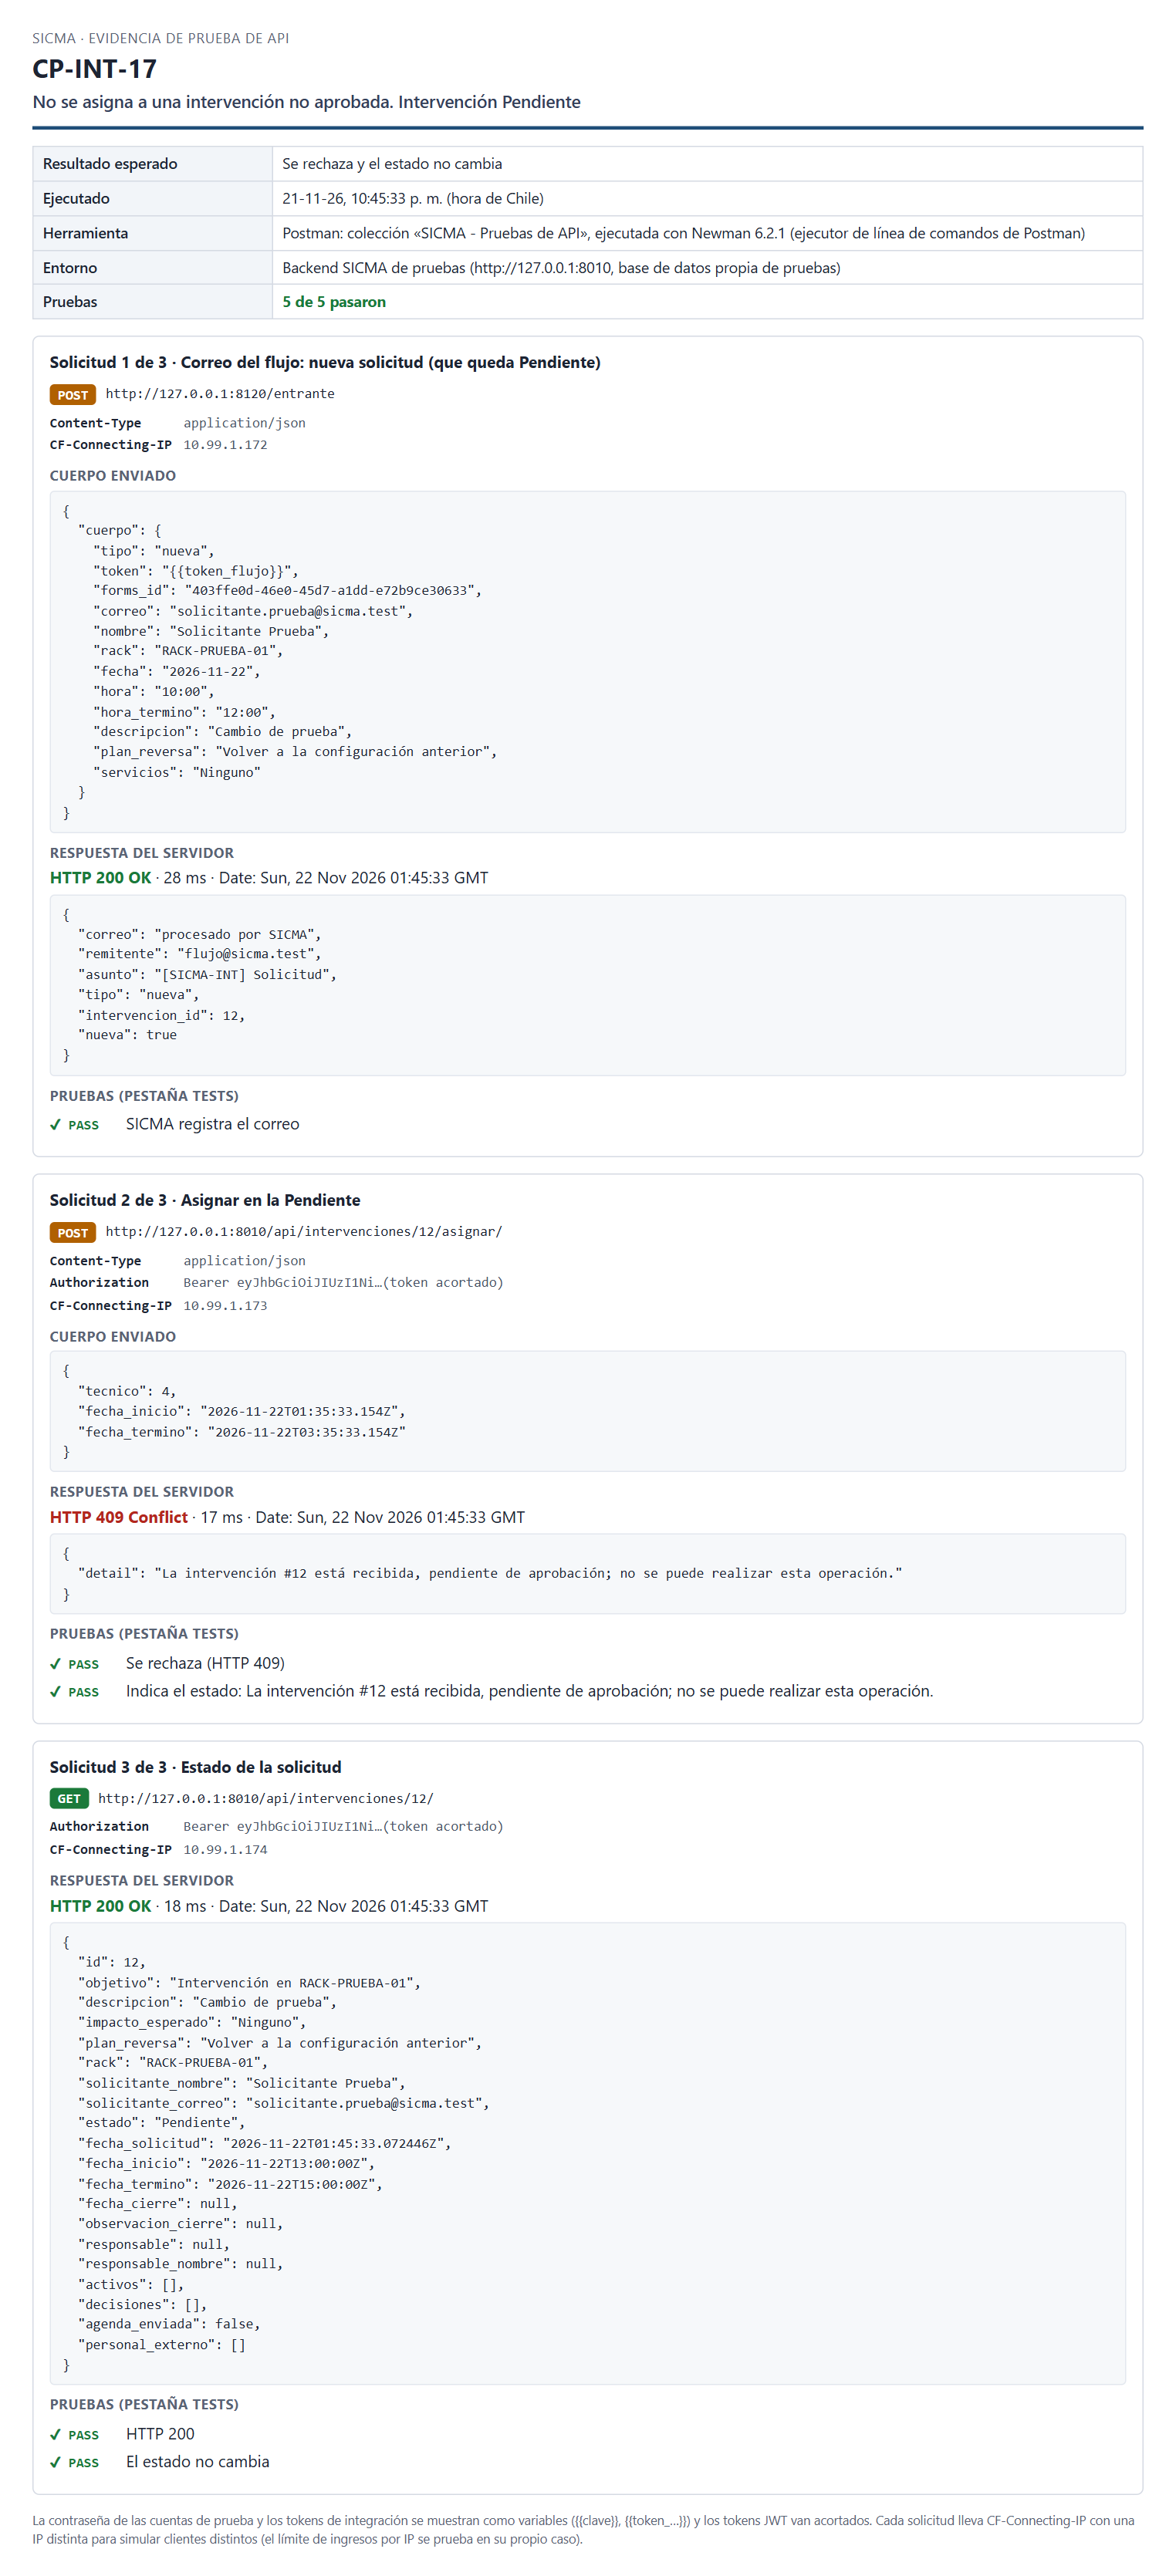 SICMA · EVIDENCIA DE PRUEBA DE API
CP-INT-17
No se asigna a una intervención no aprobada. Intervención Pendiente
Resultado esperado Se rechaza y el estado no cambia
Ejecutado 21-11-26, 10:45:33 p. m. (hora de Chile)
Herramienta Postman: colección «SICMA - Pruebas de API», ejecutada con Newman 6.2.1 (ejecutor de línea de comandos de Postman)
Entorno Backend SICMA de pruebas (http://127.0.0.1:8010, base de datos propia de pruebas)
Pruebas 5 de 5 pasaron
Solicitud 1 de 3 · Correo del flujo: nueva solicitud (que queda Pendiente)
POST http://127.0.0.1:8120/entrante
Content-Type application/json
CF-Connecting-IP 10.99.1.172
CUERPO ENVIADO
{
"cuerpo": {
"tipo": "nueva",
"token": "{{token_flujo}}",
"forms_id": "403ffe0d-46e0-45d7-a1dd-e72b9ce30633",
"correo": "solicitante.prueba@sicma.test",
"nombre": "Solicitante Prueba",
"rack": "RACK-PRUEBA-01",
"fecha": "2026-11-22",
"hora": "10:00",
"hora_termino": "12:00",
"descripcion": "Cambio de prueba",
"plan_reversa": "Volver a la configuración anterior",
"servicios": "Ninguno"
}
}
RESPUESTA DEL SERVIDOR
HTTP 200 OK · 28 ms · Date: Sun, 22 Nov 2026 01:45:33 GMT
{
"correo": "procesado por SICMA",
"remitente": "flujo@sicma.test",
"asunto": "[SICMA-INT] Solicitud",
"tipo": "nueva",
"intervencion_id": 12,
"nueva": true
}
PRUEBAS (PESTAÑA TESTS)
✔ PASS SICMA registra el correo
Solicitud 2 de 3 · Asignar en la Pendiente
POST http://127.0.0.1:8010/api/intervenciones/12/asignar/
Content-Type application/json
Authorization Bearer eyJhbGciOiJIUzI1Ni…(token acortado)
CF-Connecting-IP 10.99.1.173
CUERPO ENVIADO
{
"tecnico": 4,
"fecha_inicio": "2026-11-22T01:35:33.154Z",
"fecha_termino": "2026-11-22T03:35:33.154Z"
}
RESPUESTA DEL SERVIDOR
HTTP 409 Conflict · 17 ms · Date: Sun, 22 Nov 2026 01:45:33 GMT
{
"detail": "La intervención #12 está recibida, pendiente de aprobación; no se puede realizar esta operación."
}
PRUEBAS (PESTAÑA TESTS)
✔ PASS Se rechaza (HTTP 409)
✔ PASS Indica el estado: La intervención #12 está recibida, pendiente de aprobación; no se puede realizar esta operación.
Solicitud 3 de 3 · Estado de la solicitud
GET http://127.0.0.1:8010/api/intervenciones/12/
Authorization Bearer eyJhbGciOiJIUzI1Ni…(token acortado)
CF-Connecting-IP 10.99.1.174
RESPUESTA DEL SERVIDOR
HTTP 200 OK · 18 ms · Date: Sun, 22 Nov 2026 01:45:33 GMT
{
"id": 12,
"objetivo": "Intervención en RACK-PRUEBA-01",
"descripcion": "Cambio de prueba",
"impacto_esperado": "Ninguno",
"plan_reversa": "Volver a la configuración anterior",
"rack": "RACK-PRUEBA-01",
"solicitante_nombre": "Solicitante Prueba",
"solicitante_correo": "solicitante.prueba@sicma.test",
"estado": "Pendiente",
"fecha_solicitud": "2026-11-22T01:45:33.072446Z",
"fecha_inicio": "2026-11-22T13:00:00Z",
"fecha_termino": "2026-11-22T15:00:00Z",
"fecha_cierre": null,
"observacion_cierre": null,
"responsable": null,
"responsable_nombre": null,
"activos": [],
"decisiones": [],
"agenda_enviada": false,
"personal_externo": []
}
PRUEBAS (PESTAÑA TESTS)
✔ PASS HTTP 200
✔ PASS El estado no cambia
La contraseña de las cuentas de prueba y los tokens de integración se muestran como variables ({{clave}}, {{token_…}}) y los tokens JWT van acortados. Cada solicitud lleva CF-Connecting-IP con una
IP distinta para simular clientes distintos (el límite de ingresos por IP se prueba en su propio caso).